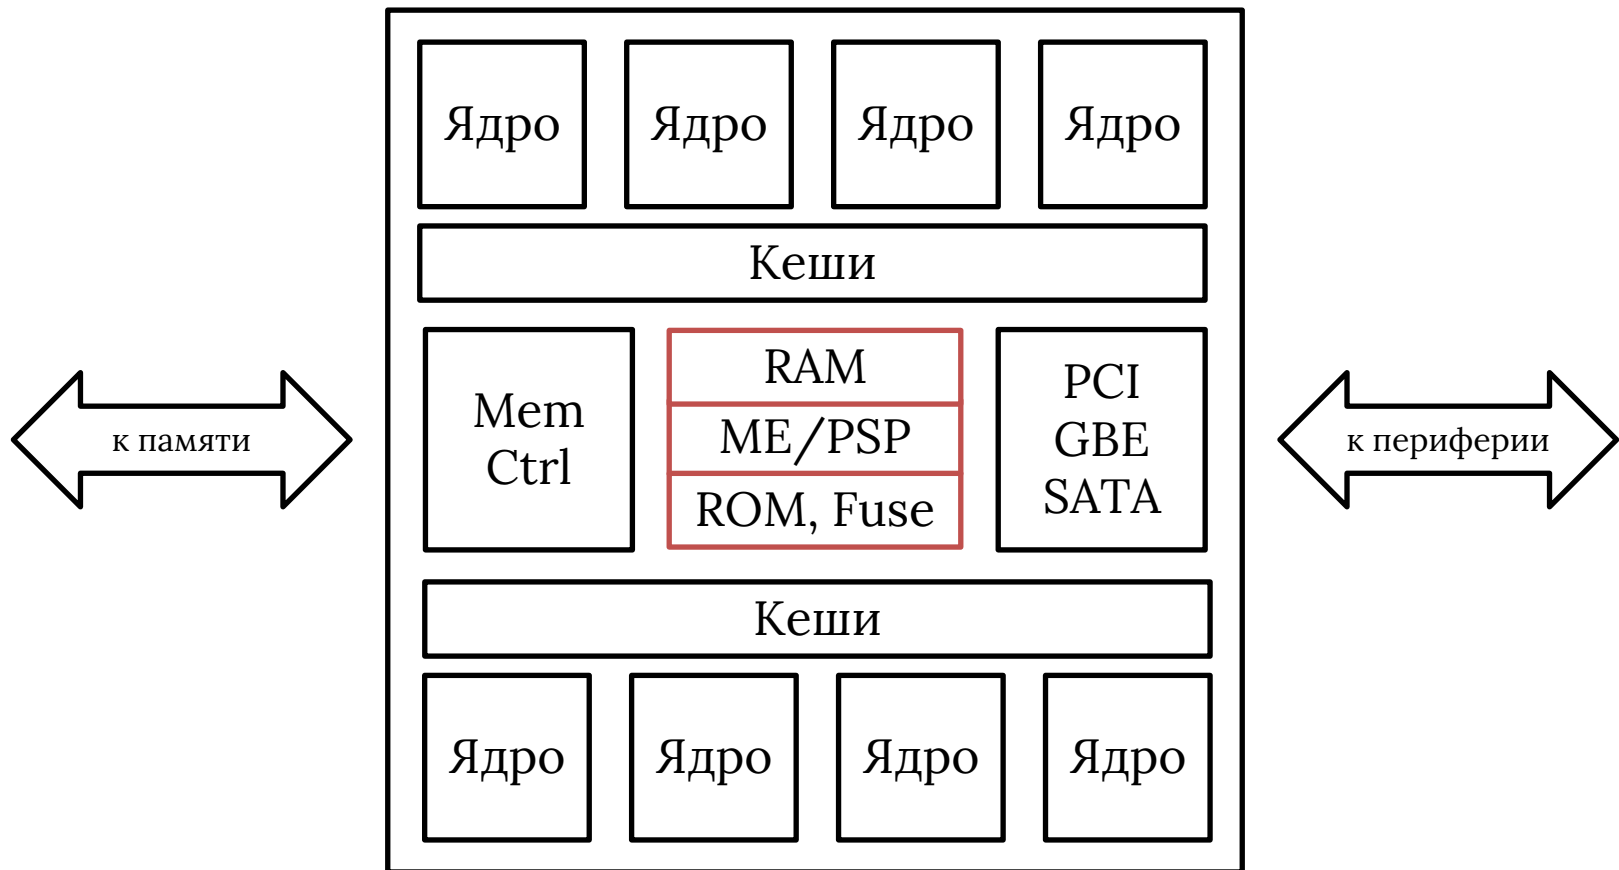 Ядро Ядро Ядро Ядро
Кеши
к памяти
Mem
Ctrl
RAM
ME/PSP
ROM, Fuse
PCI
GBE
SATA
к периферии
Кеши
Ядро Ядро Ядро Ядро